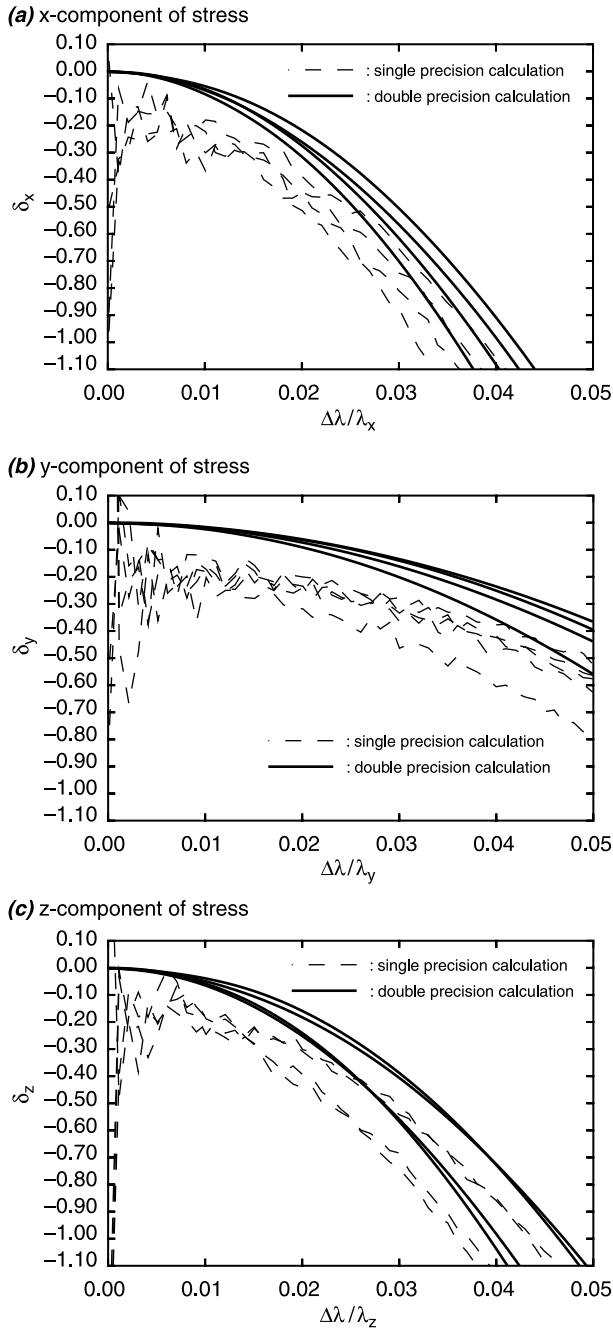 (a) x-component of stress
0.10
0.00
−0.10
−0.20
−0.30
−0.40
−0.50
−0.60
−0.70
−0.80
−0.90
−1.00
−1.10
δx
: single precision calculation
: double precision calculation
0.00 0.01 0.02 0.03 0.04 0.05
Δλ/λx
(b) y-component of stress
0.10
0.00
−0.10
−0.20
−0.30
−0.40
−0.50
−0.60
−0.70
−0.80
−0.90
−1.00
−1.10
δy
: single precision calculation
: double precision calculation
0.00 0.01 0.02 0.03 0.04 0.05
Δλ/λy
(c) z-component of stress
0.10
0.00
−0.10
−0.20
−0.30
−0.40
−0.50
−0.60
−0.70
−0.80
−0.90
−1.00
−1.10
δz
: single precision calculation
: double precision calculation
0.00 0.01 0.02 0.03 0.04 0.05
Δλ/λz